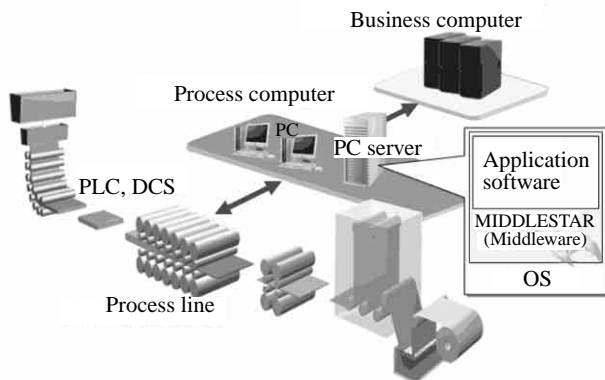 Business computer
Process computer
PC
PC server
Application
software
MIDDLESTAR
(Middleware)
OS
PLC, DCS
Process line